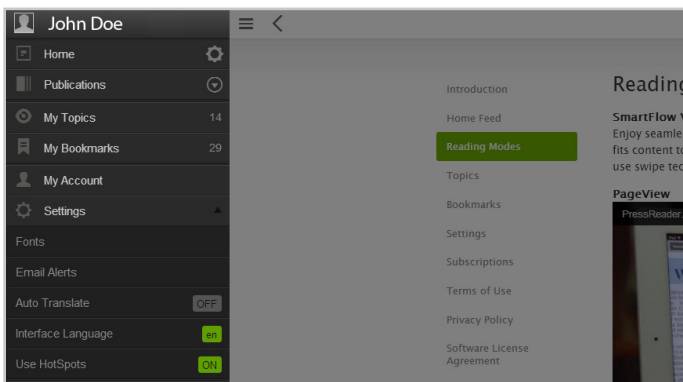 John Doe
Home
Publications
My Topics 14
My Bookmarks 29
My Account
Settings
Fonts
Email Alerts
Auto Translate OFF
Interface Language en
Use HotSpots ON
Introduction
Home Feed
Reading Modes
Topics
Bookmarks
Settings
Subscriptions
Terms of Use
Privacy Policy
Software License
Agreement
Reading
SmartFlow
Enjoy seamle
fits content to
use swipe tec
PageView
PressReader